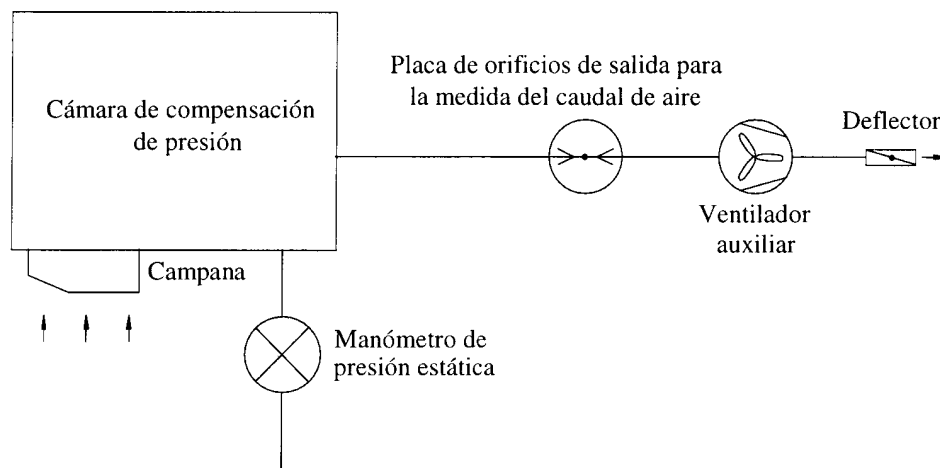 Cámara de compensación
de presión
Placa de orificios de salida para
la medida del caudal de aire
Deflector
Ventilador
auxiliar
Campana
Manómetro de
presión estática